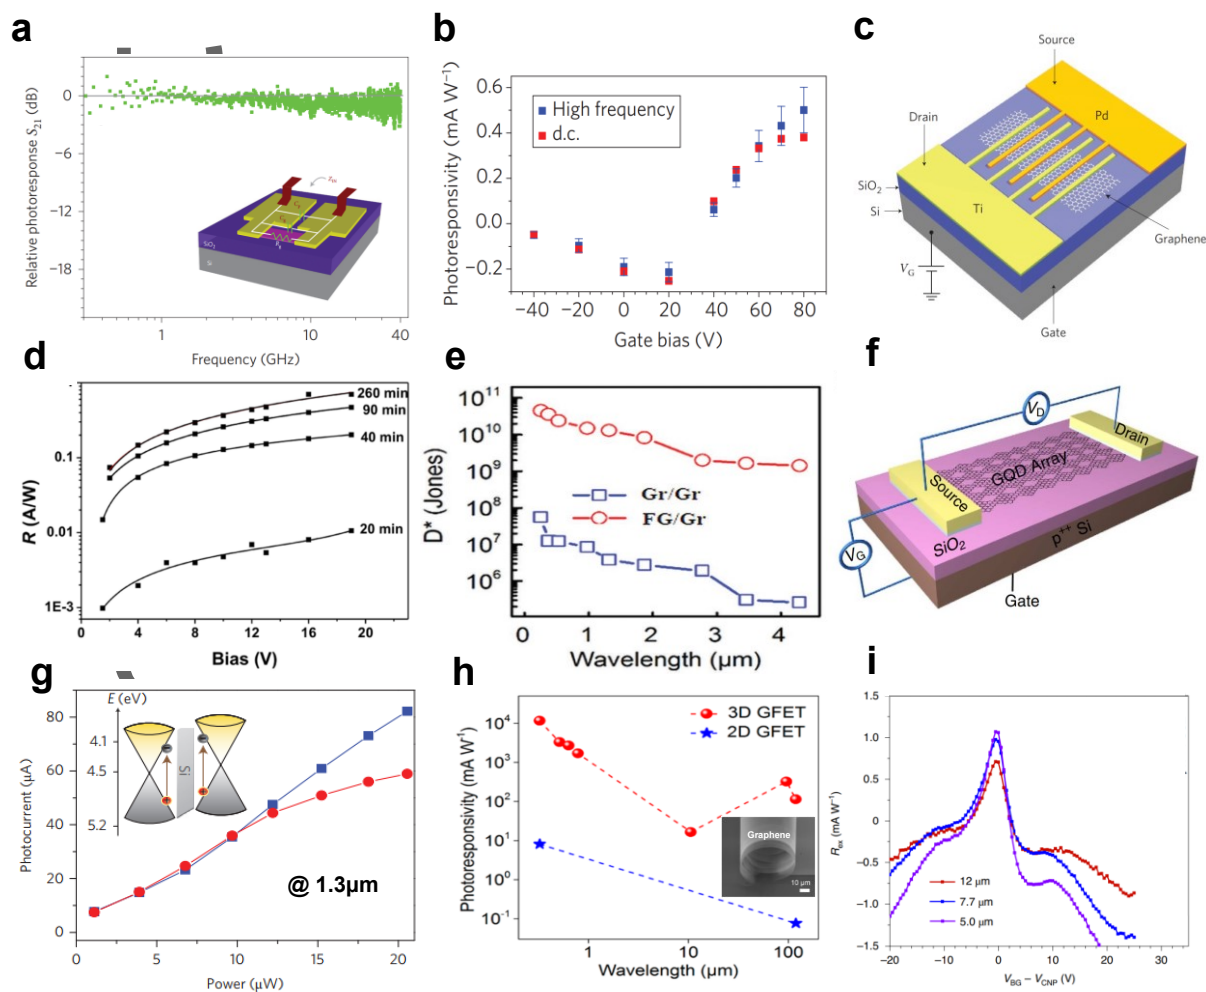 a
Relative photoresponse S21 (dB)
0
−6
−12
−18
ZIN
SiO2
1
10
40
Frequency (GHz)
b
Photoresponsivity (mA W−1)
0.6
0.4
0.2
0.0
−0.2
High frequency
d.c.
−40 −20 0 20 40 60 80
Gate bias (V)
c
Source
Pd
Drain
SiO2
Si
Ti
Graphene
VG
Gate
d
R (A/W)
0.1
0.01
1E-3
260 min
90 min
40 min
20 min
0 4 8 12 16 20
Bias (V)
e
D* (Jones)
10^11
10^10
10^9
10^8
10^7
10^6
Gr/Gr
FG/Gr
0 1 2 3 4
Wavelength (μm)
f
VD
Drain
GQD Array
Source
SiO2
p++ Si
VG
Gate
g
Photocurrent (μA)
80
60
40
20
0
E (eV)
4.1
4.5
5.2
Si
@ 1.3μm
0 5 10 15 20
Power (μW)
h
Photoresponsivity (mA W−1)
10^4
10^3
10^2
10^1
10^0
10^-1
3D GFET
2D GFET
Graphene
10 μm
1 10 100
Wavelength (μm)
i
Rex (mA W−1)
1.5
1.0
0.5
0
-0.5
-1.0
-1.5
12 μm
7.7 μm
5.0 μm
−20 −10 0 10 20 30
VBG − VCNP (V)